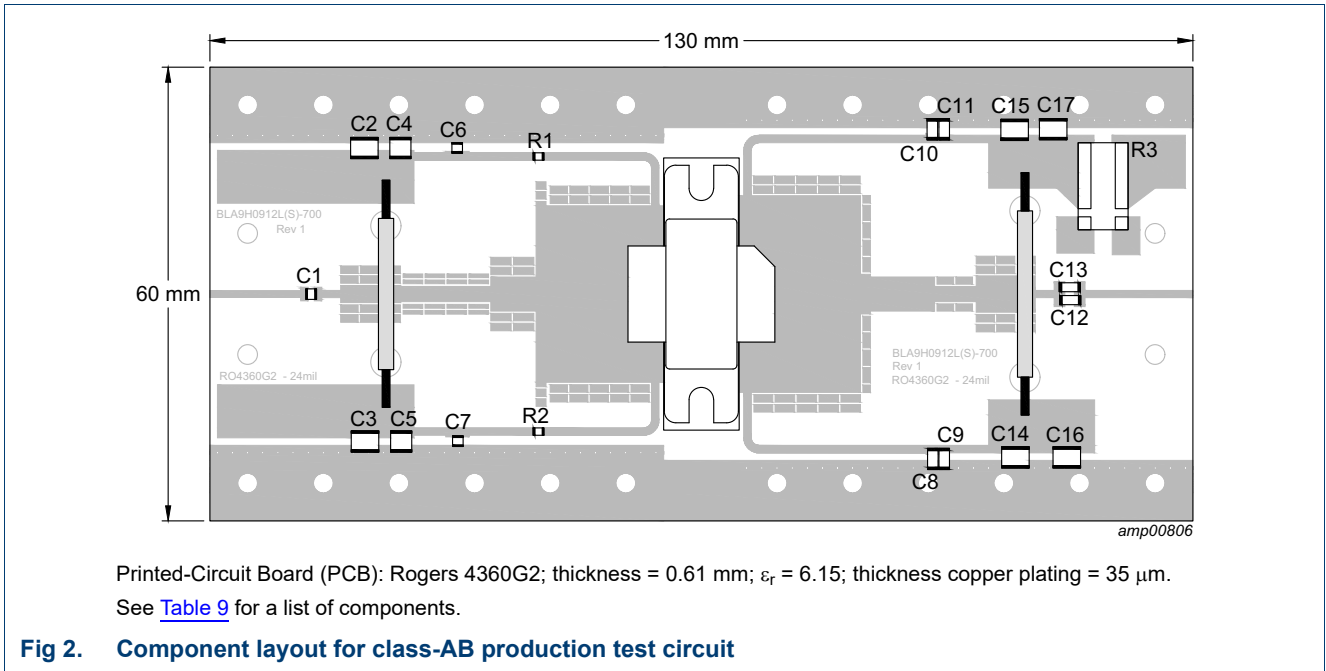 130 mm
C2 C4 C6 R1 C11 C15 C17
C10
R3
BLA9H0912L(S)-700
Rev 1
C1
C13
60 mm
C12
BLA9H0912L(S)-700
Rev 1
RO4360G2 - 24mil
RO4360G2 - 24mil
C3 C5 C7 R2 C9 C14 C16
C8
amp00806
Printed-Circuit Board (PCB): Rogers 4360G2; thickness = 0.61 mm; εr = 6.15; thickness copper plating = 35 μm.
See Table 9 for a list of components.
Fig 2. Component layout for class-AB production test circuit